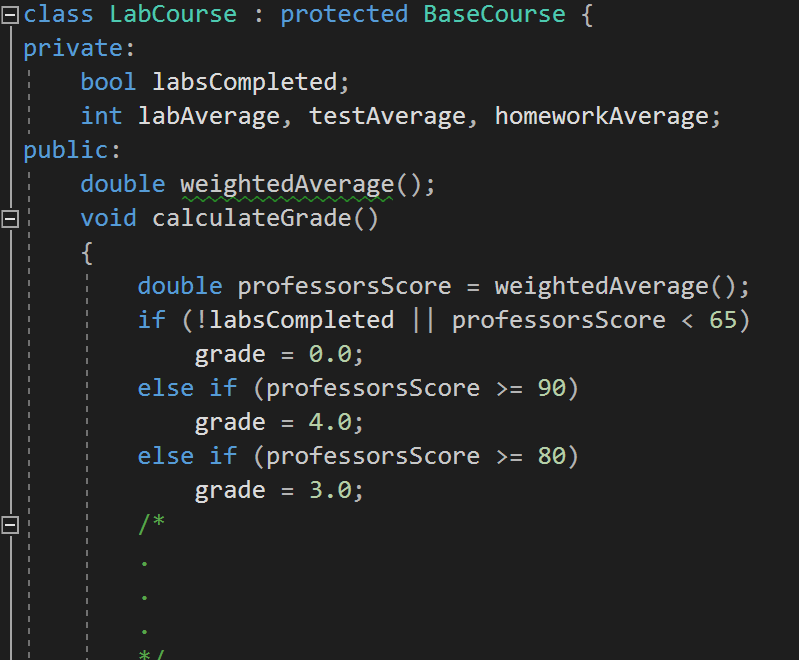 class LabCourse : protected BaseCourse {
private:
    bool labsCompleted;
    int labAverage, testAverage, homeworkAverage;
public:
    double weightedAverage();
    void calculateGrade()
    {
        double professorsScore = weightedAverage();
        if (!labsCompleted || professorsScore < 65)
            grade = 0.0;
        else if (professorsScore >= 90)
            grade = 4.0;
        else if (professorsScore >= 80)
            grade = 3.0;
        /*
        .
        .
        .
        */